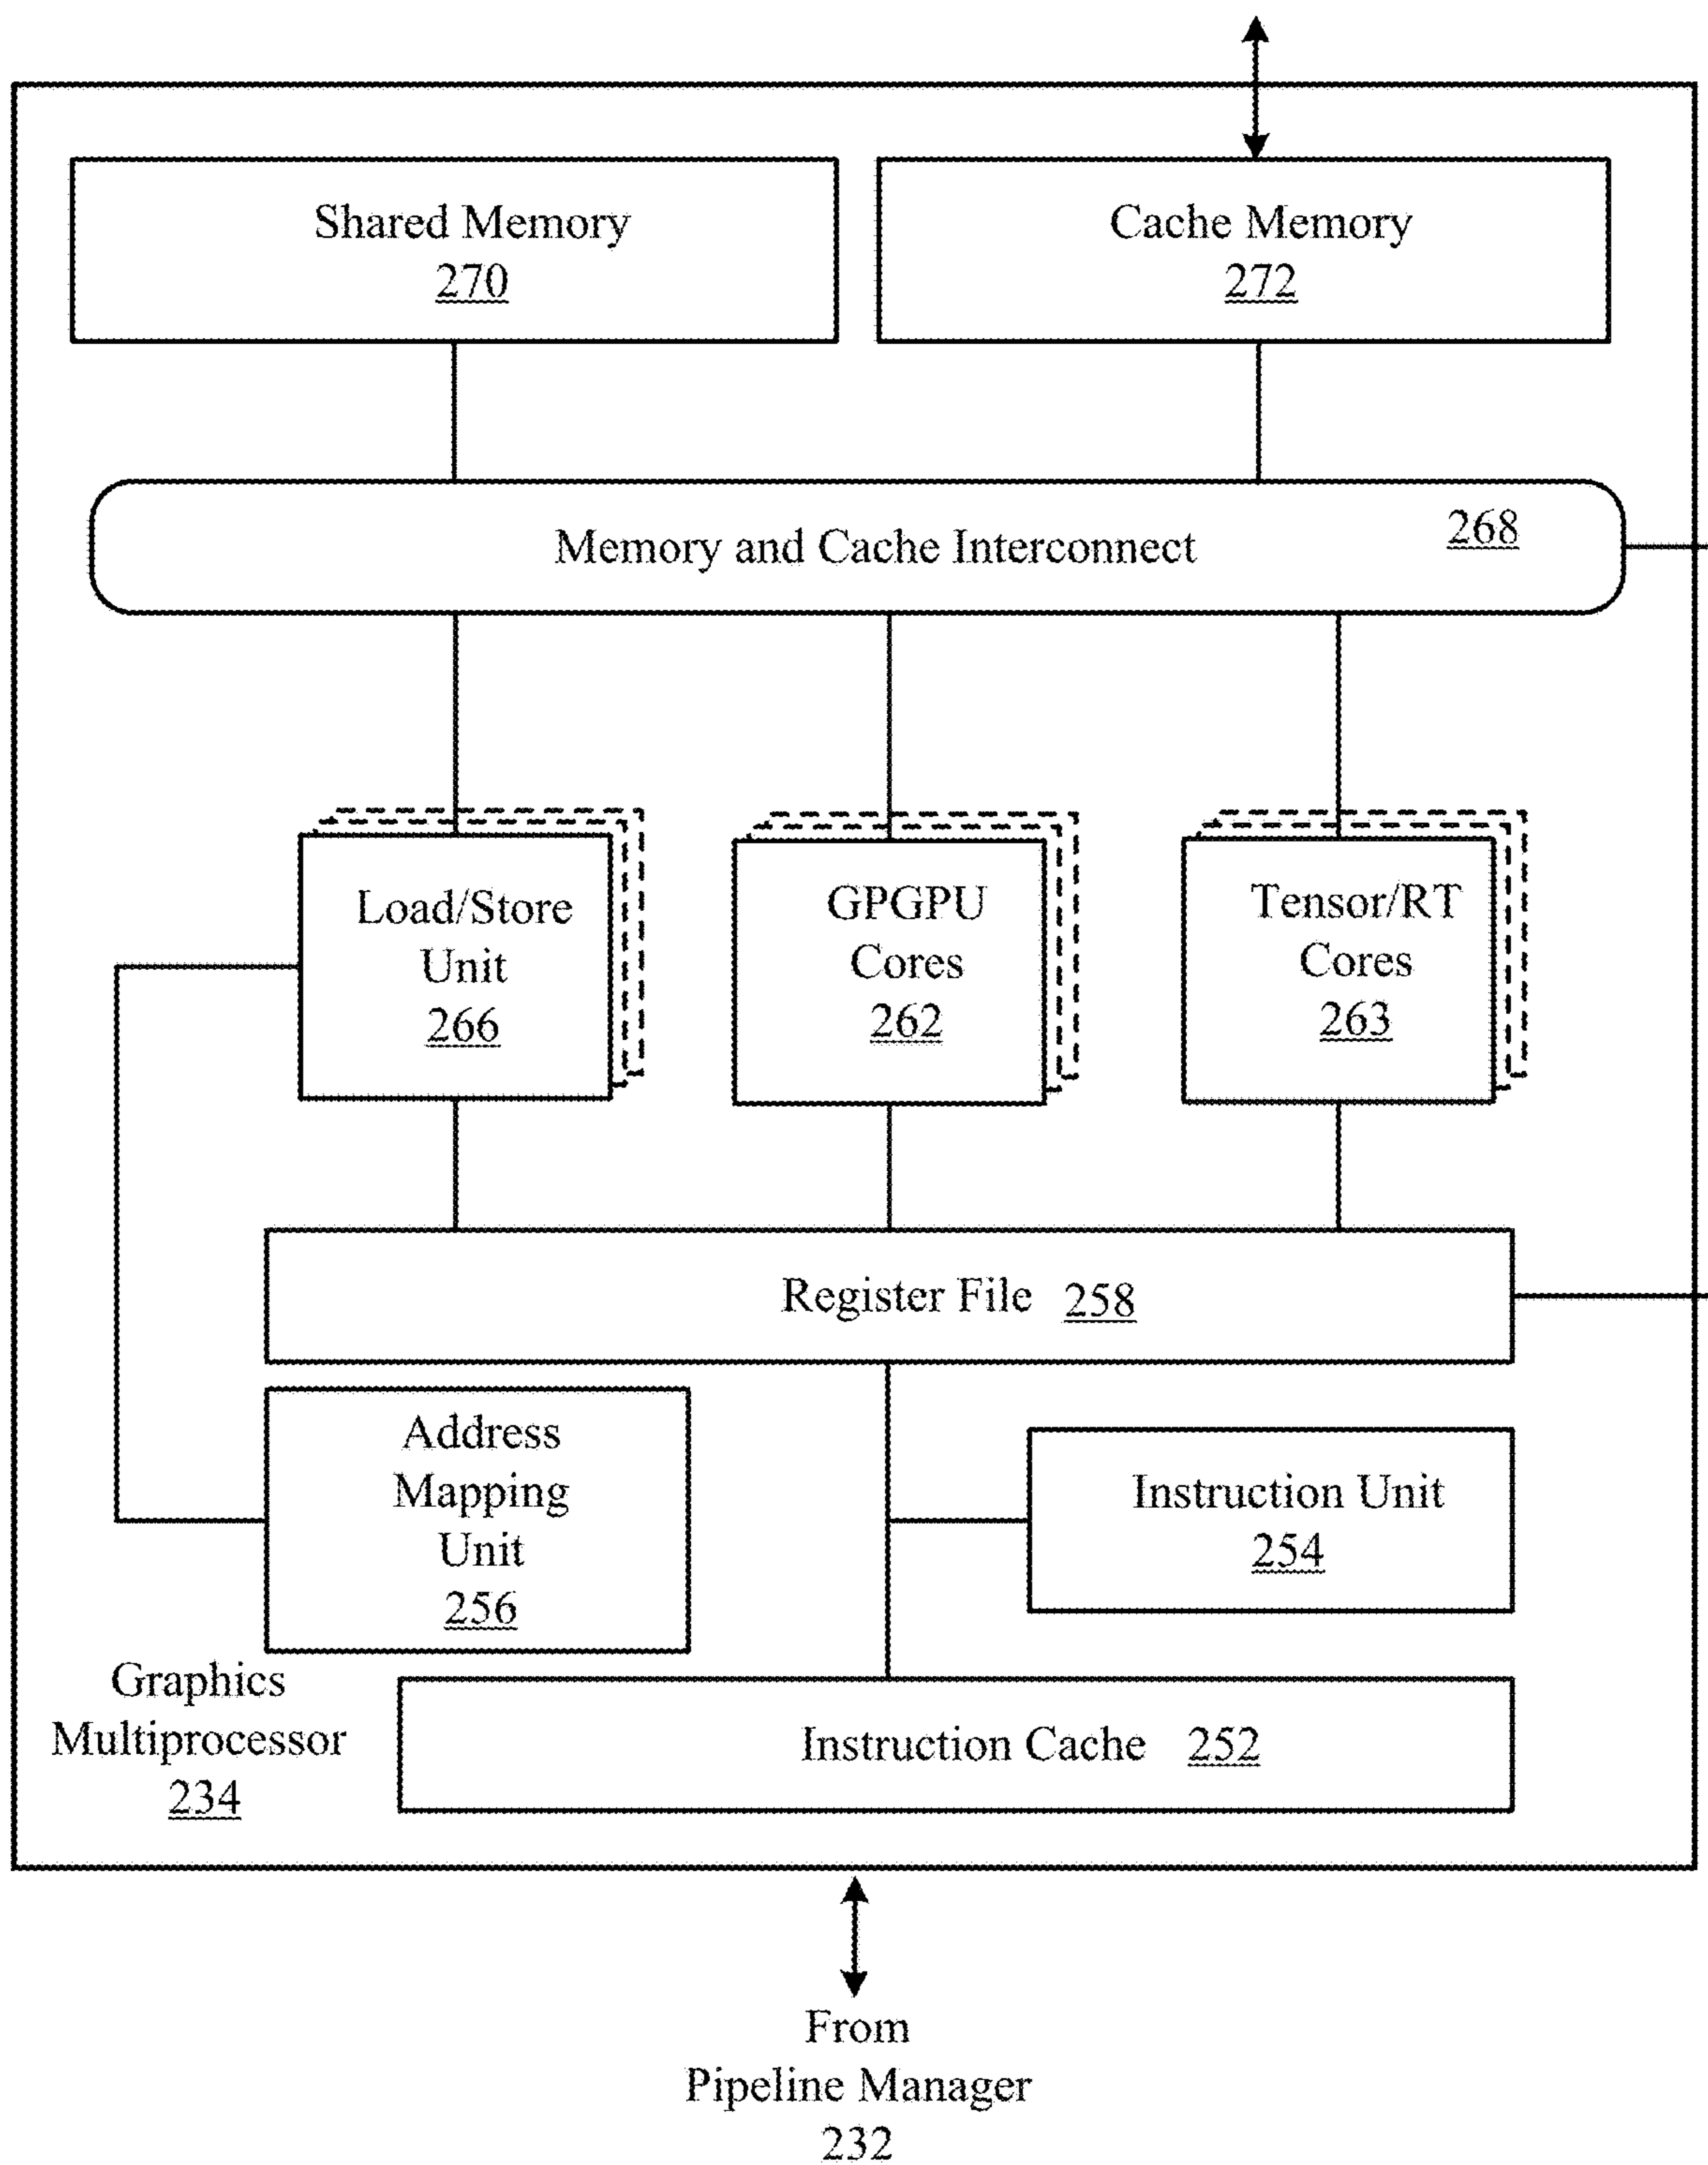 Shared Memory
270
Cache Memory
272
Memory and Cache Interconnect 268
Load/Store
Unit
266
GPGPU
Cores
262
Tensor/RT
Cores
263
Register File 258
Address
Mapping
Unit
256
Instruction Unit
254
Graphics
Multiprocessor
234
Instruction Cache 252
From
Pipeline Manager
232